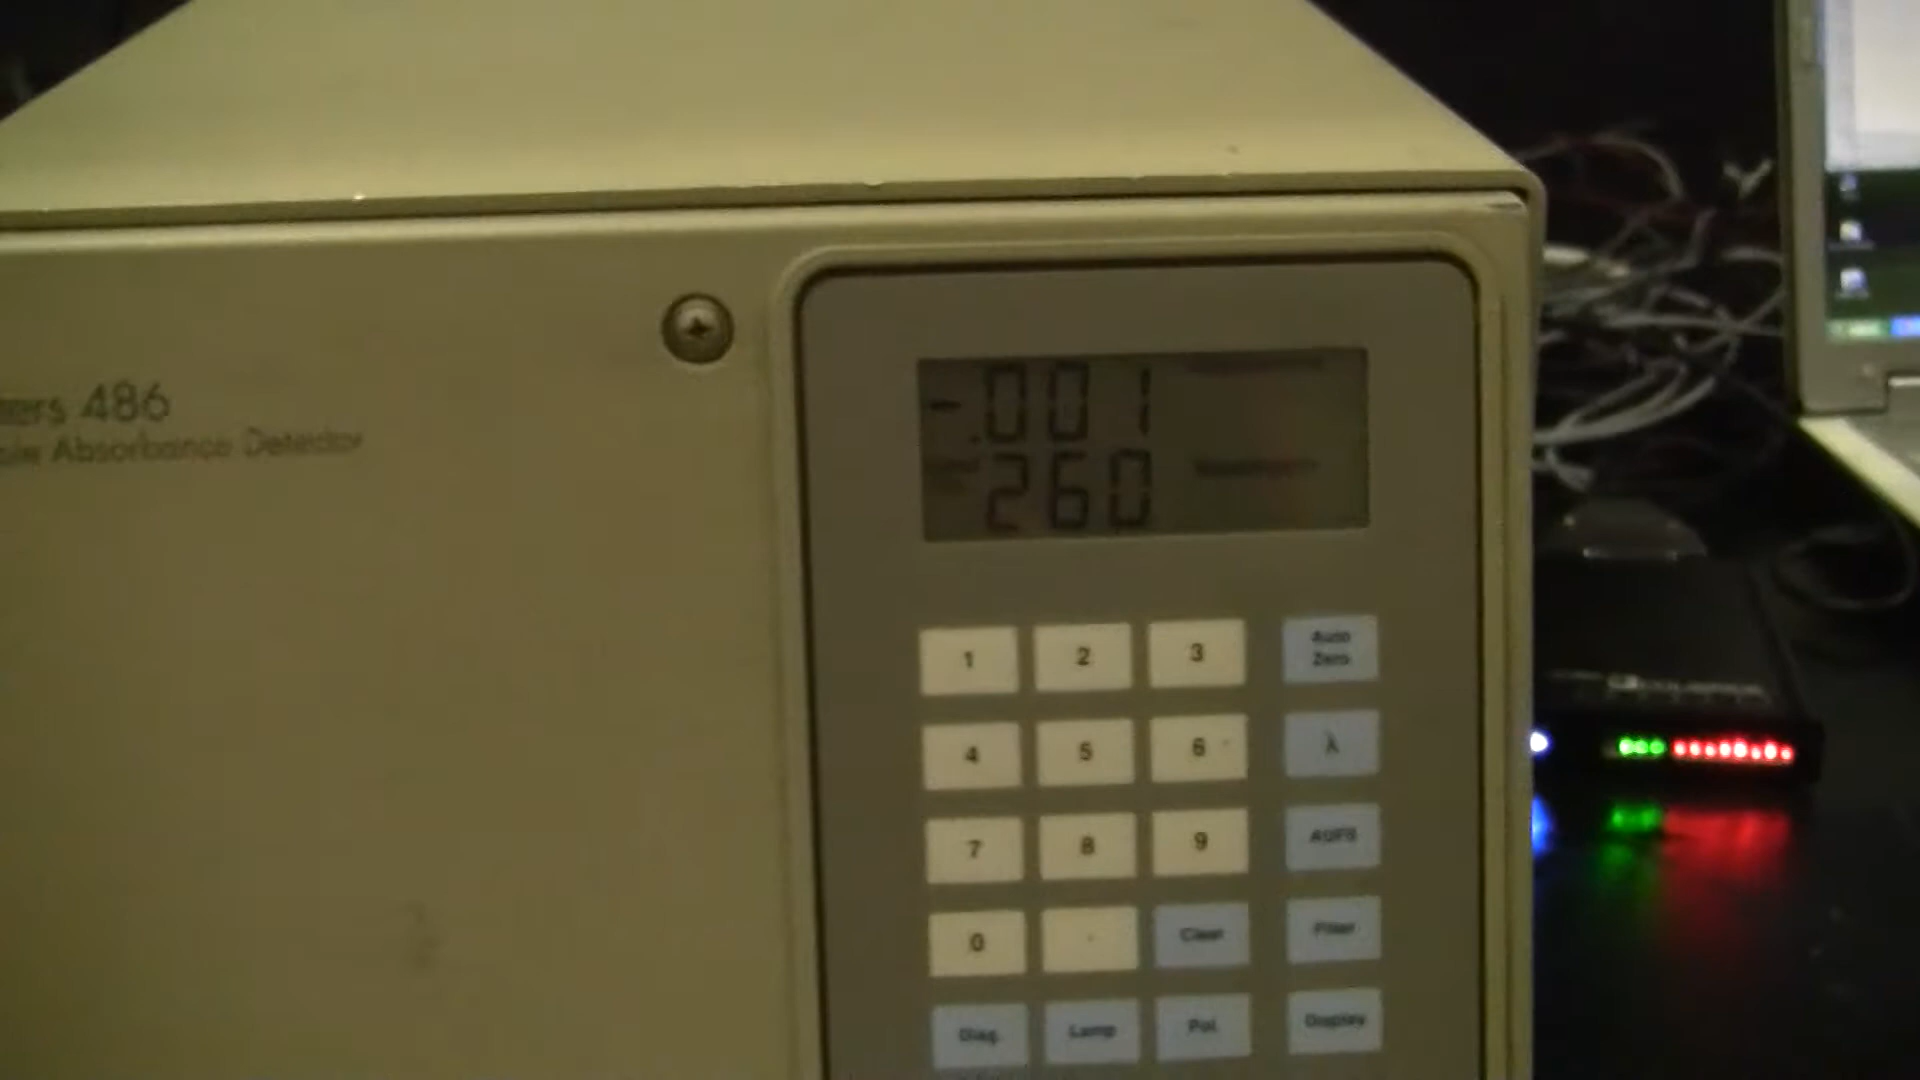 486
Absorbance Detector
-.001
260
1 2 3 Auto Zero
4 5 6 λ
7 8 9 AUFS
0 . Clear Filter
Diag. Lamp Pol. Display